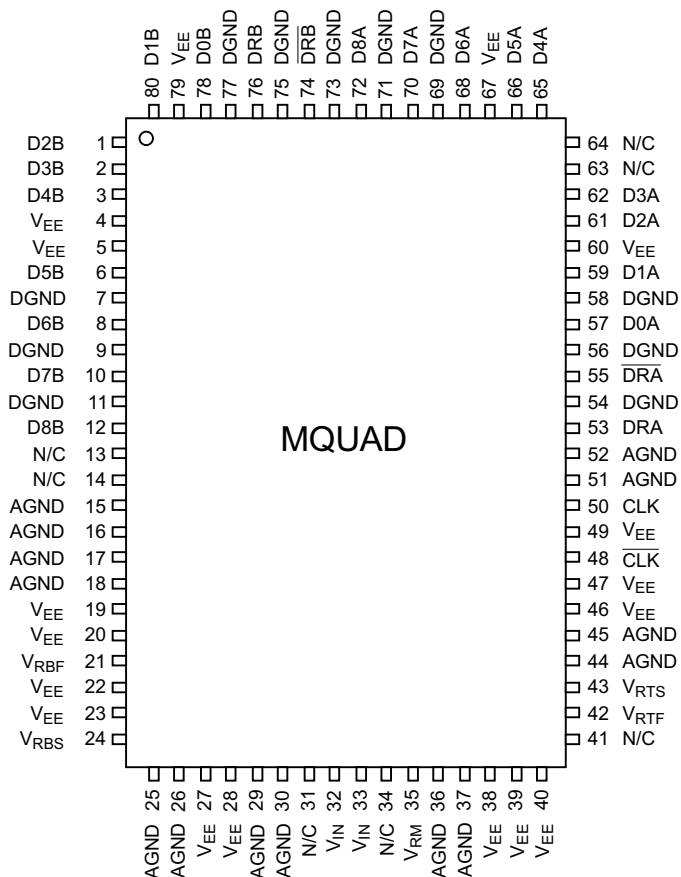 D1B VEE D0B DGND DRB DGND DRB DGND D8A DGND D7A DGND D6A VEE D5A D4A
80 79 78 77 76 75 74 73 72 71 70 69 68 67 66 65
D2B 1 64 N/C
D3B 2 63 N/C
D4B 3 62 D3A
VEE 4 61 D2A
VEE 5 60 VEE
D5B 6 59 D1A
DGND 7 58 DGND
D6B 8 57 D0A
DGND 9 56 DGND
D7B 10 55 DRA
DGND 11 54 DGND
D8B 12 53 DRA
N/C 13 52 AGND
N/C 14 51 AGND
MQUAD
AGND 15 50 CLK
AGND 16 49 VEE
AGND 17 48 CLK
AGND 18 47 VEE
VEE 19 46 VEE
VEE 20 45 AGND
VRBF 21 44 AGND
VEE 22 43 VRTS
VEE 23 42 VRTF
VRBS 24 41 N/C
25 26 27 28 29 30 31 32 33 34 35 36 37 38 39 40
AGND AGND VEE VEE AGND AGND N/C VIN VIN N/C VRM AGND AGND VEE VEE VEE